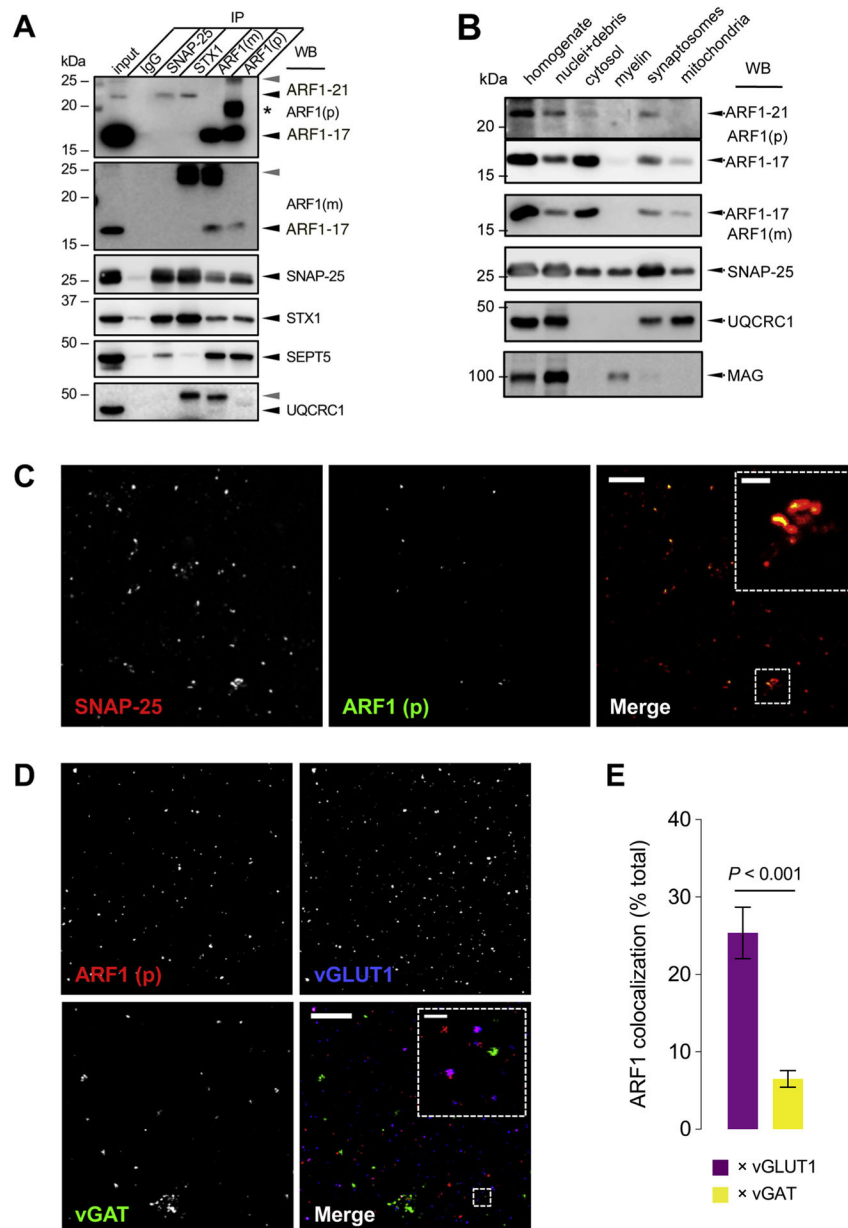 A
IP
input
IgG
SNAP-25
STX1
ARF1(m)
ARF1(p)
WB
kDa
25
20
15
ARF1-21
* ARF1(p)
ARF1-17
25
20
15
ARF1(m)
ARF1-17
25
SNAP-25
37
STX1
50
SEPT5
50
UQCRC1
B
homogenate
nuclei+debris
cytosol
myelin
synaptosomes
mitochondria
WB
kDa
20
ARF1-21
ARF1(p)
15
ARF1-17
15
ARF1-17
ARF1(m)
25
SNAP-25
50
UQCRC1
100
MAG
C
SNAP-25
ARF1 (p)
Merge
D
ARF1 (p)
vGLUT1
vGAT
Merge
E
ARF1 colocalization (% total)
40
30
20
10
0
P < 0.001
× vGLUT1
× vGAT